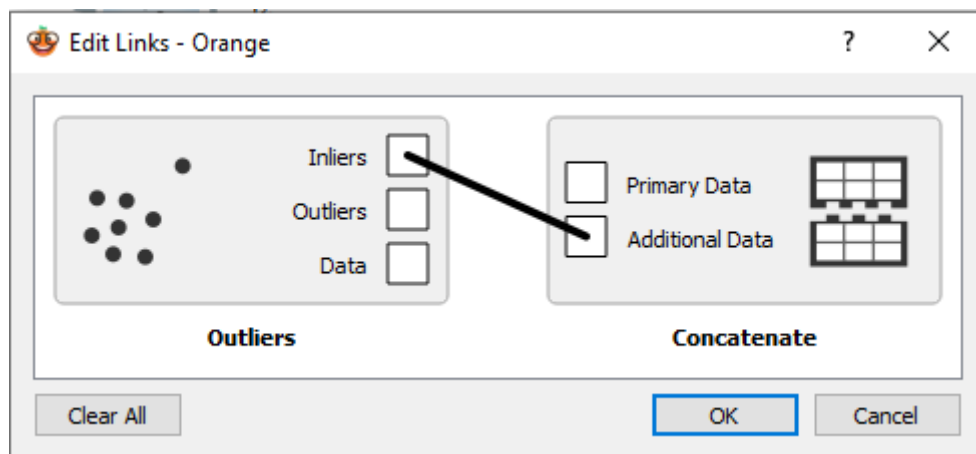 Edit Links - Orange
?
Inliers
Outliers
Data
Outliers
Primary Data
Additional Data
Concatenate
Clear All
OK
Cancel